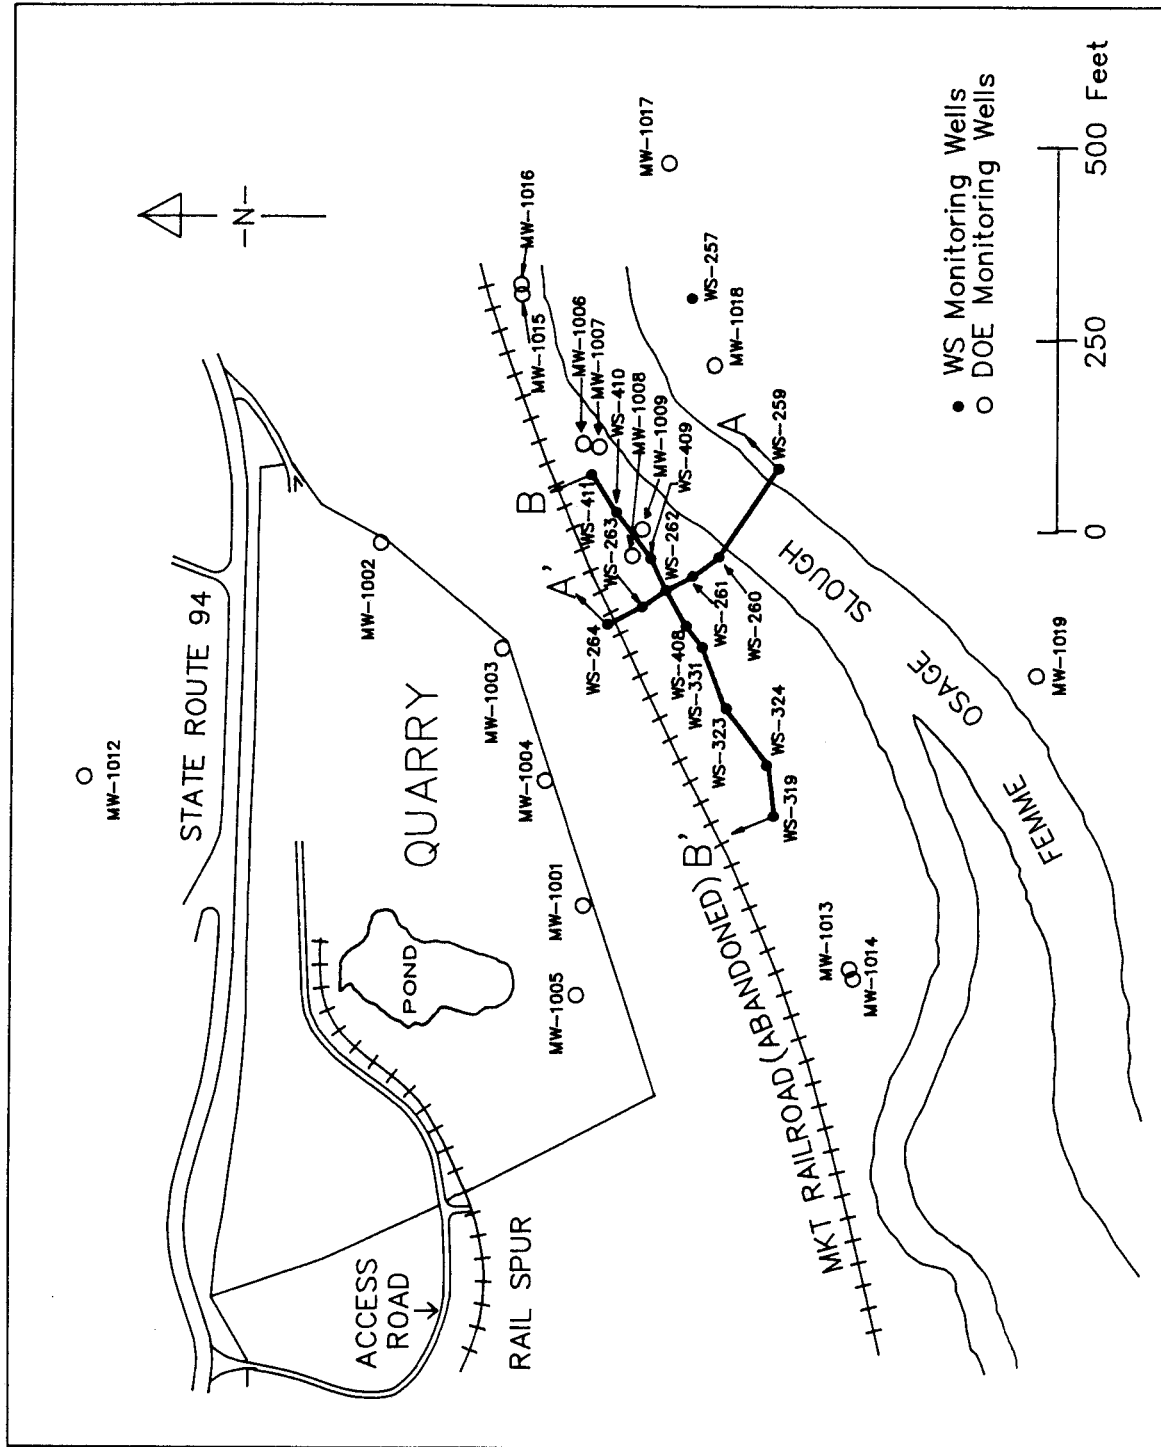 MW-1012
STATE ROUTE 94
-N-
MW-1002
QUARRY
MW-1003
MW-1004
MW-1001
MW-1005
POND
ACCESS
ROAD
RAIL SPUR
MW-1016
MW-1015
MW-1017
MW-1006
MW-1007
WS-410
MW-1008
MW-1009
WS-409
WS-411
WS-263
WS-262
B
A'
WS-264
WS-257
MW-1018
A
WS-259
WS-261
WS-260
WS-408
WS-331
WS-323
WS-324
WS-319
B'
MKT RAILROAD(ABANDONED)
MW-1013
MW-1014
FEMME OSAGE SLOUGH
MW-1019
● WS Monitoring Wells
○ DOE Monitoring Wells
0 250 500 Feet